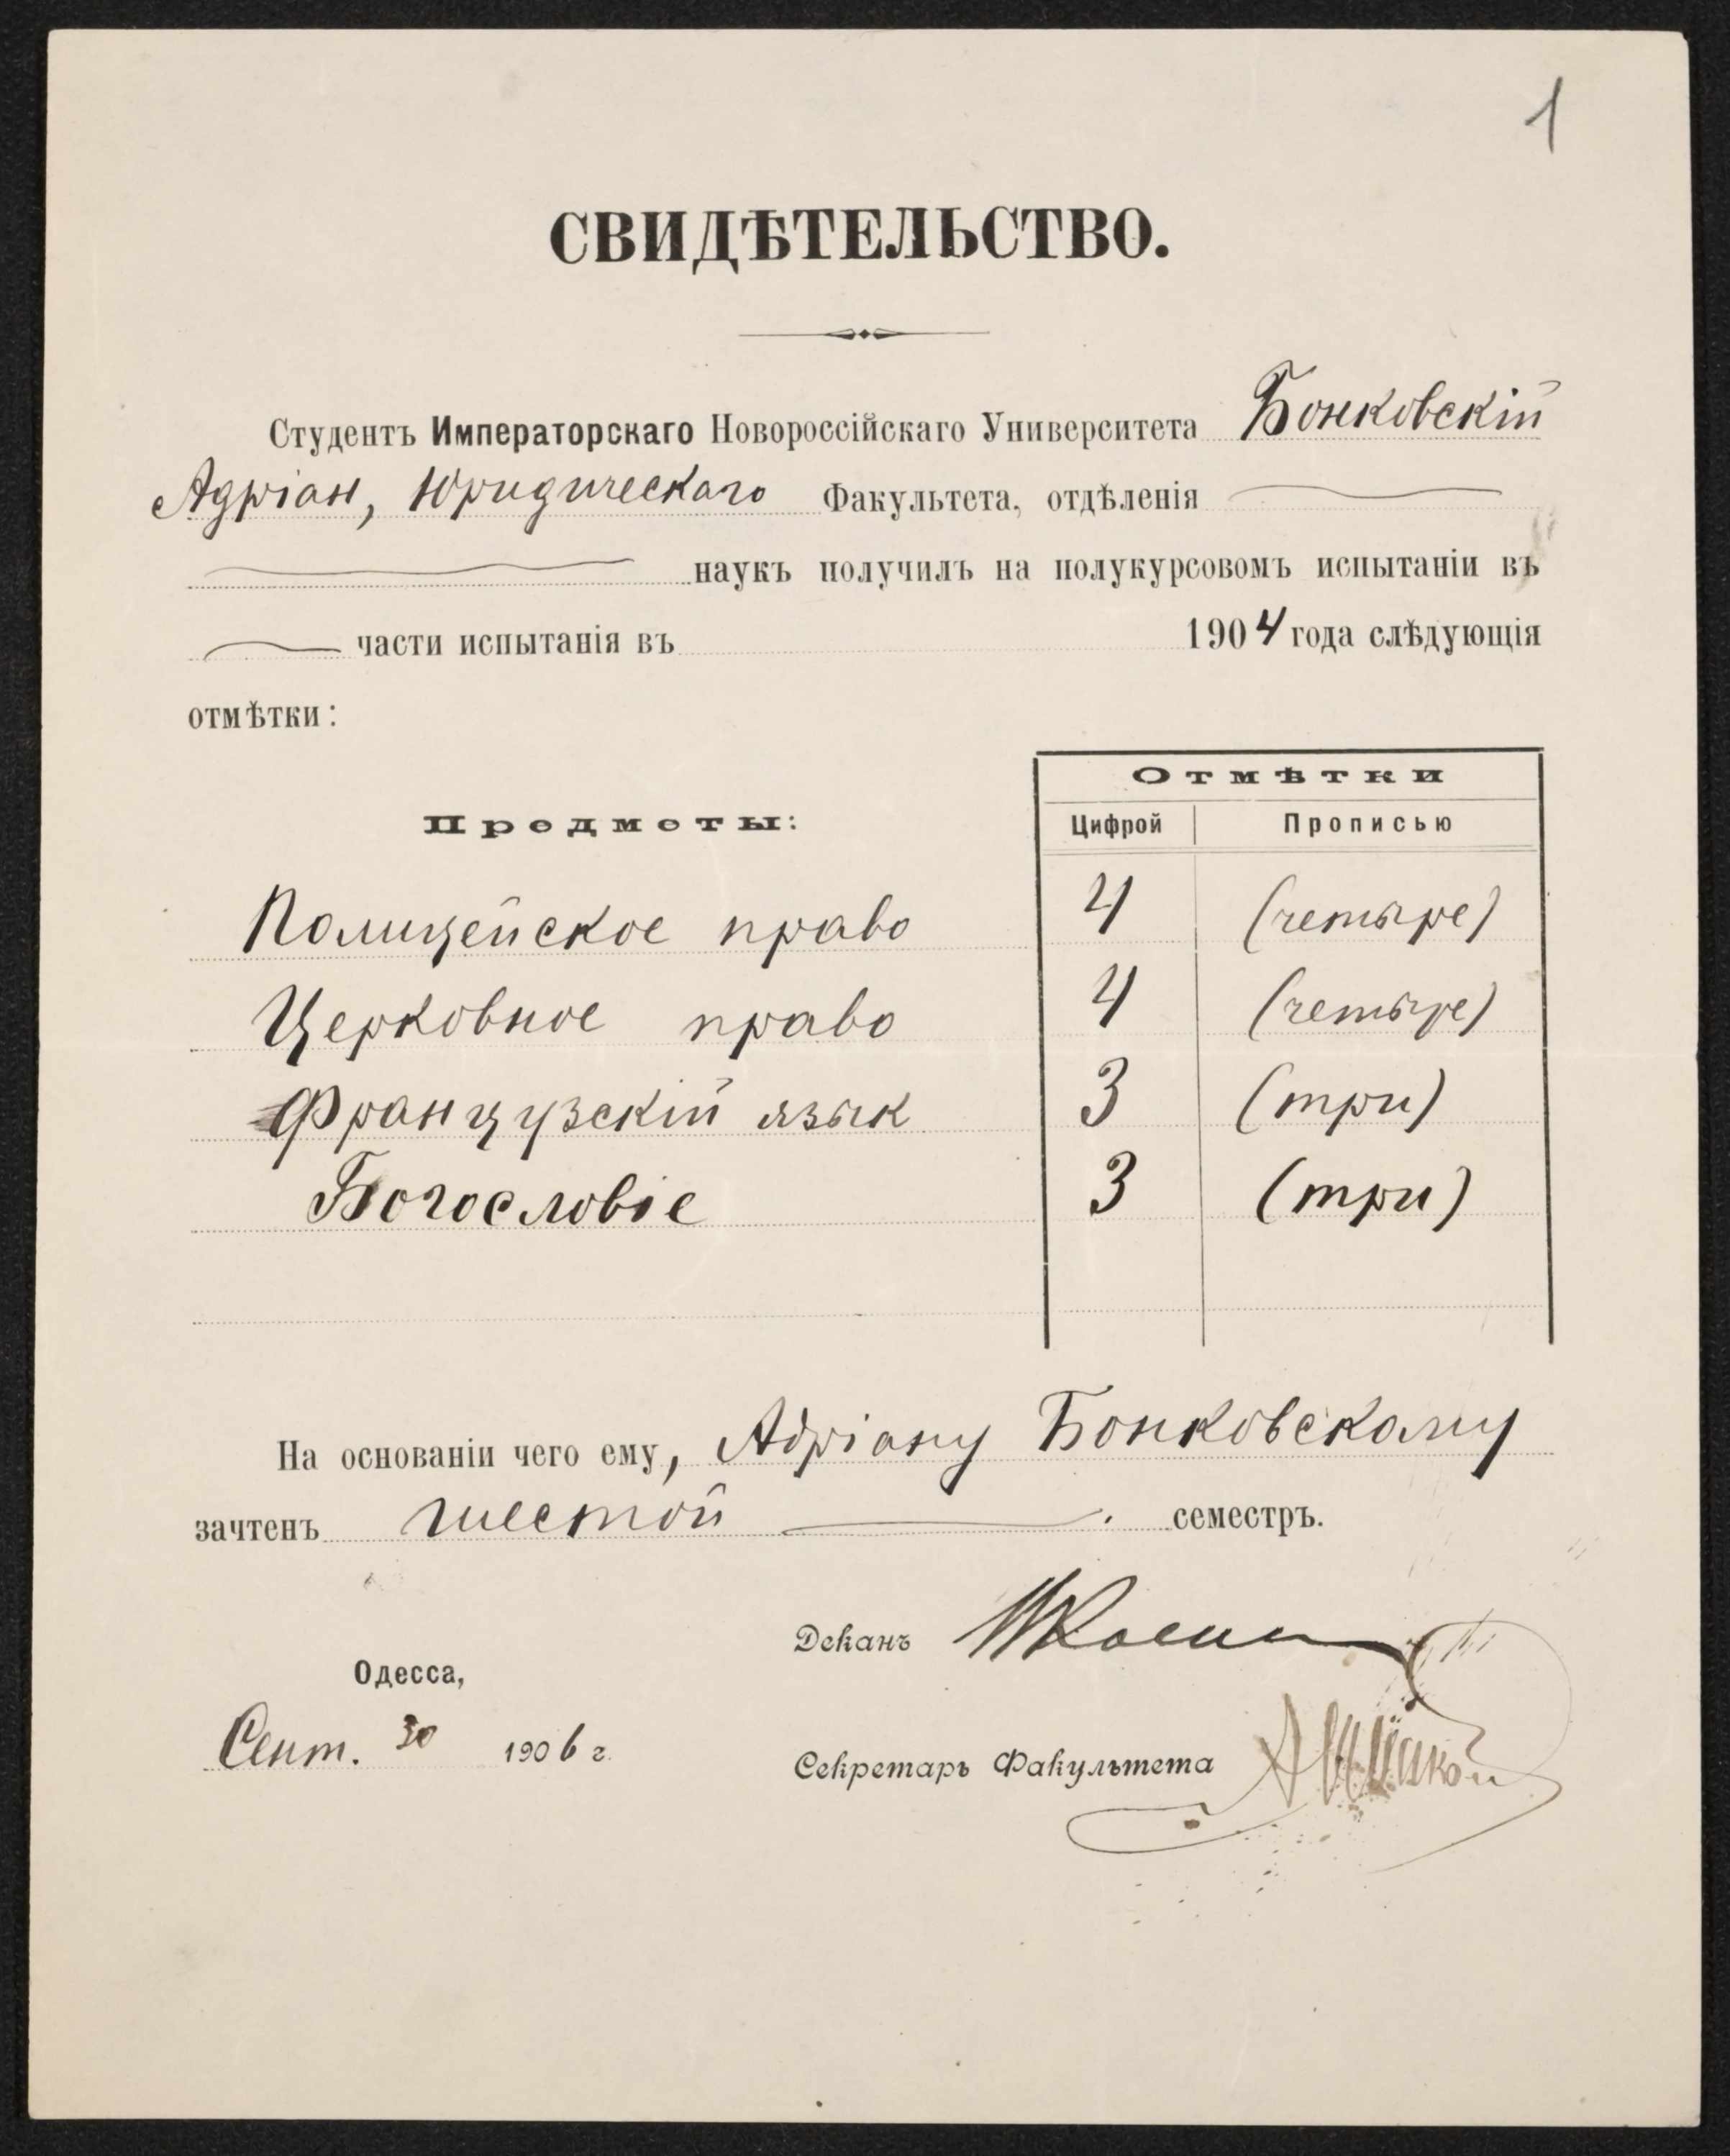 1
СВИДѢТЕЛЬСТВО.
Студентъ Императорскаго Новороссійскаго Университета Бонковскій
Адріан, Юридическаго Факультета, отдѣленія
наукъ получилъ на полукурсовомъ испытаніи въ
части испытанія въ 1904 года слѣдующія
отмѣтки:
Предметы: Отмѣтки
Цифрой Прописью
Полицейское право 4 (четыре)
Церковное право 4 (четыре)
Французскій язык 3 (три)
Богословіе 3 (три)
На основаніи чего ему, Адріану Бонковскому
зачтенъ шестой семестръ.
Деканъ
Одесса,
Сент. 30 1906 г.
Секретарь Факультета